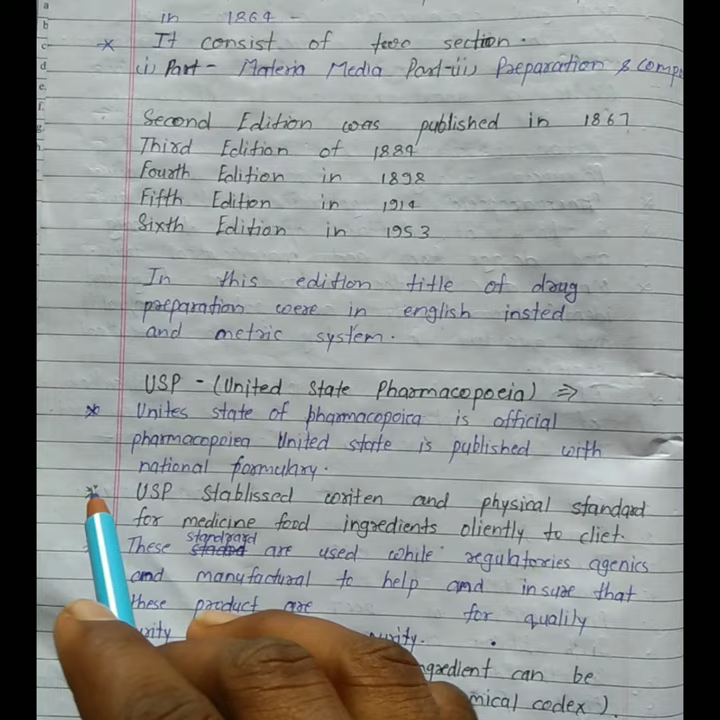 in 1864 -
* It consist of two section.
(i) Part - Materia Media Part-ii) Preparation & comp
Second Edition was published in 1867
Third Edition of 1884
Fourth Edition in 1898
Fifth Edition in 1914
Sixth Edition in 1953
In this edition title of drug
preparation were in english insted
and metric system.
USP - (United State Pharmacopoeia) ⇒
* Unites state of pharmacopoica is official
pharmacopoiea United state is published with
national formulary.
* USP stablissed writen and physical standard
for medicine food ingredients oliently to cliet.
These standard are used while regulatories agenics
and manufactural to help and insure that
these product are for quality
urity
ngredient can be
mical codex).